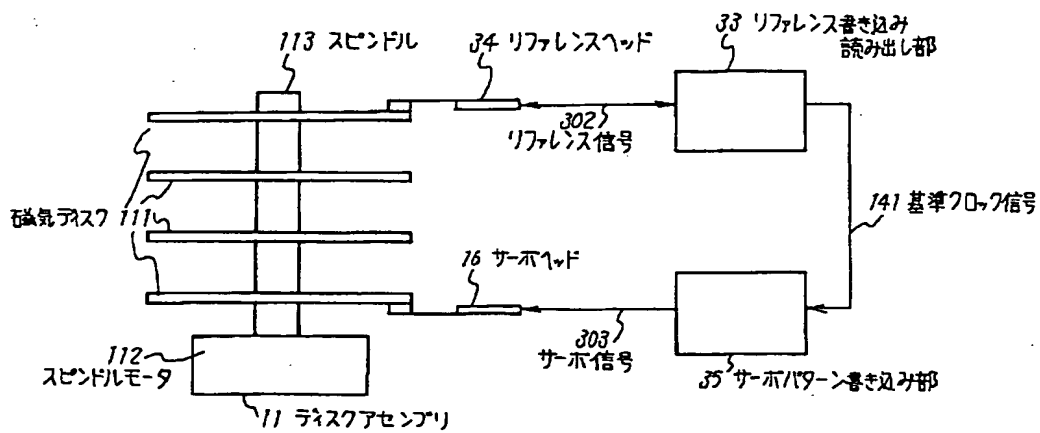 113 スピンドル
34 リファレンスヘッド
33 リファレンス書き込み
読み出し部
302
リファレンス信号
磁気ディスク 111
141 基準クロック信号
16 サーボヘッド
303
サーボ信号
112
スピンドルモータ
35 サーボパターン書き込み部
11 ディスクアセンブリ